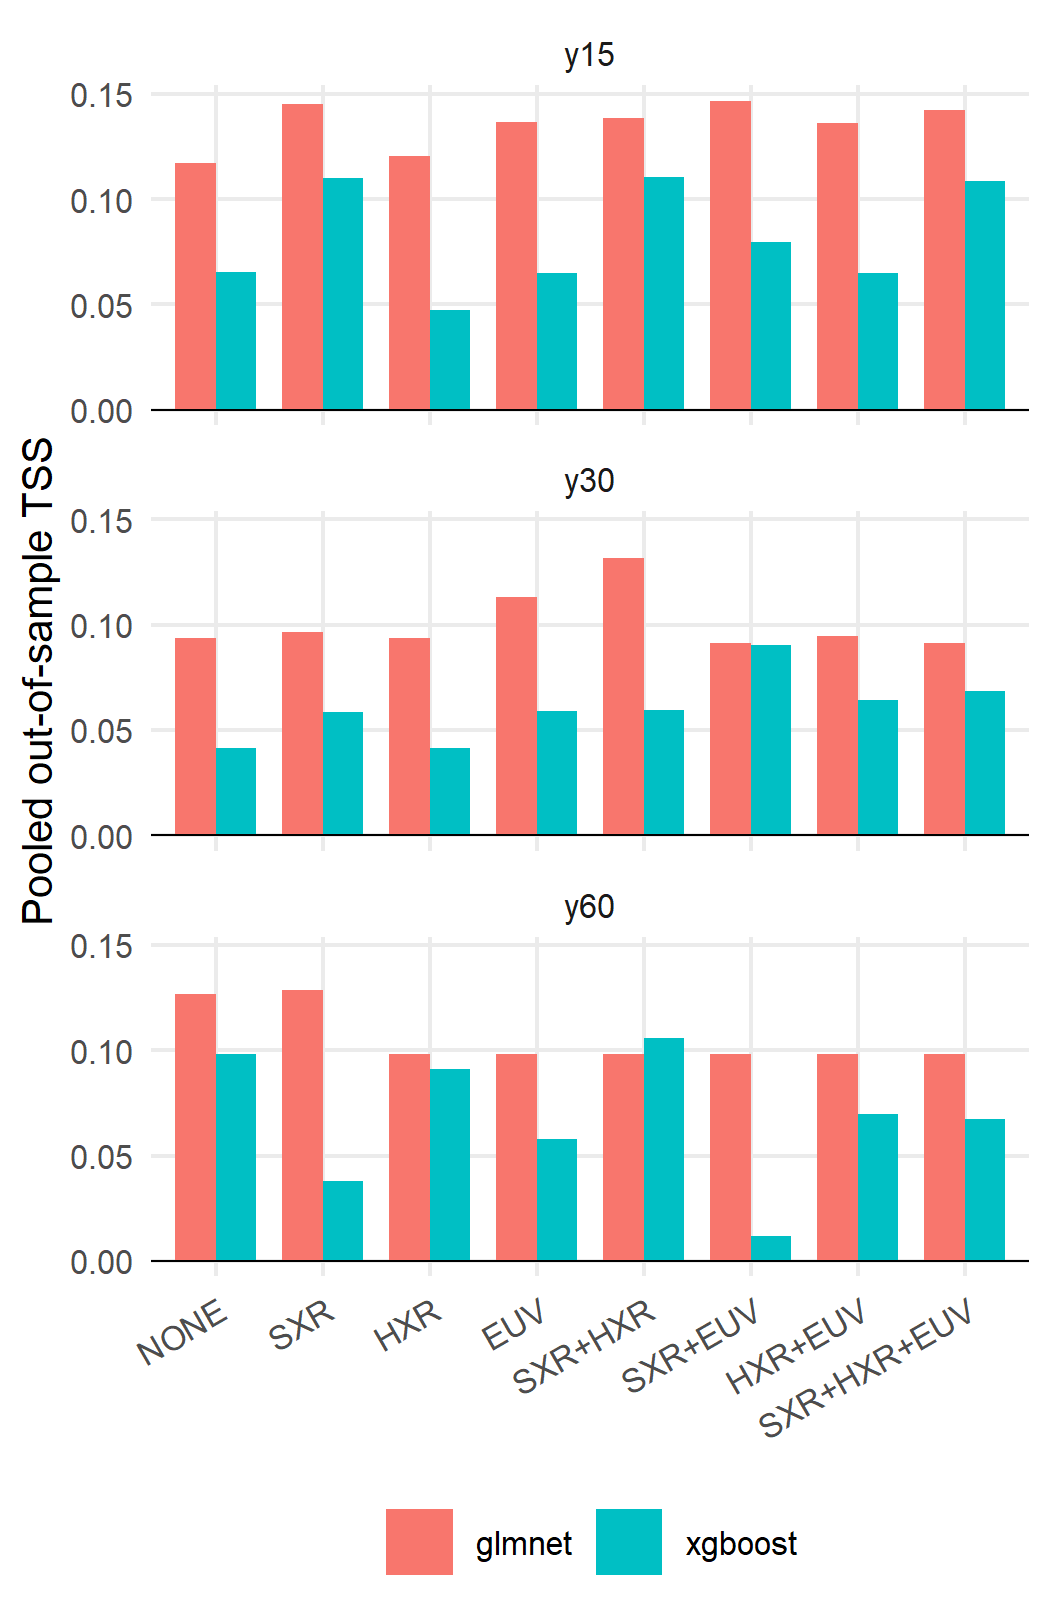 y15
0.15
0.10
0.05
0.00
y30
0.15
0.10
0.05
0.00
y60
0.15
0.10
0.05
0.00
Pooled out-of-sample TSS
NONE
SXR
HXR
EUV
SXR+HXR
SXR+EUV
HXR+EUV
SXR+HXR+EUV
glmnet
xgboost